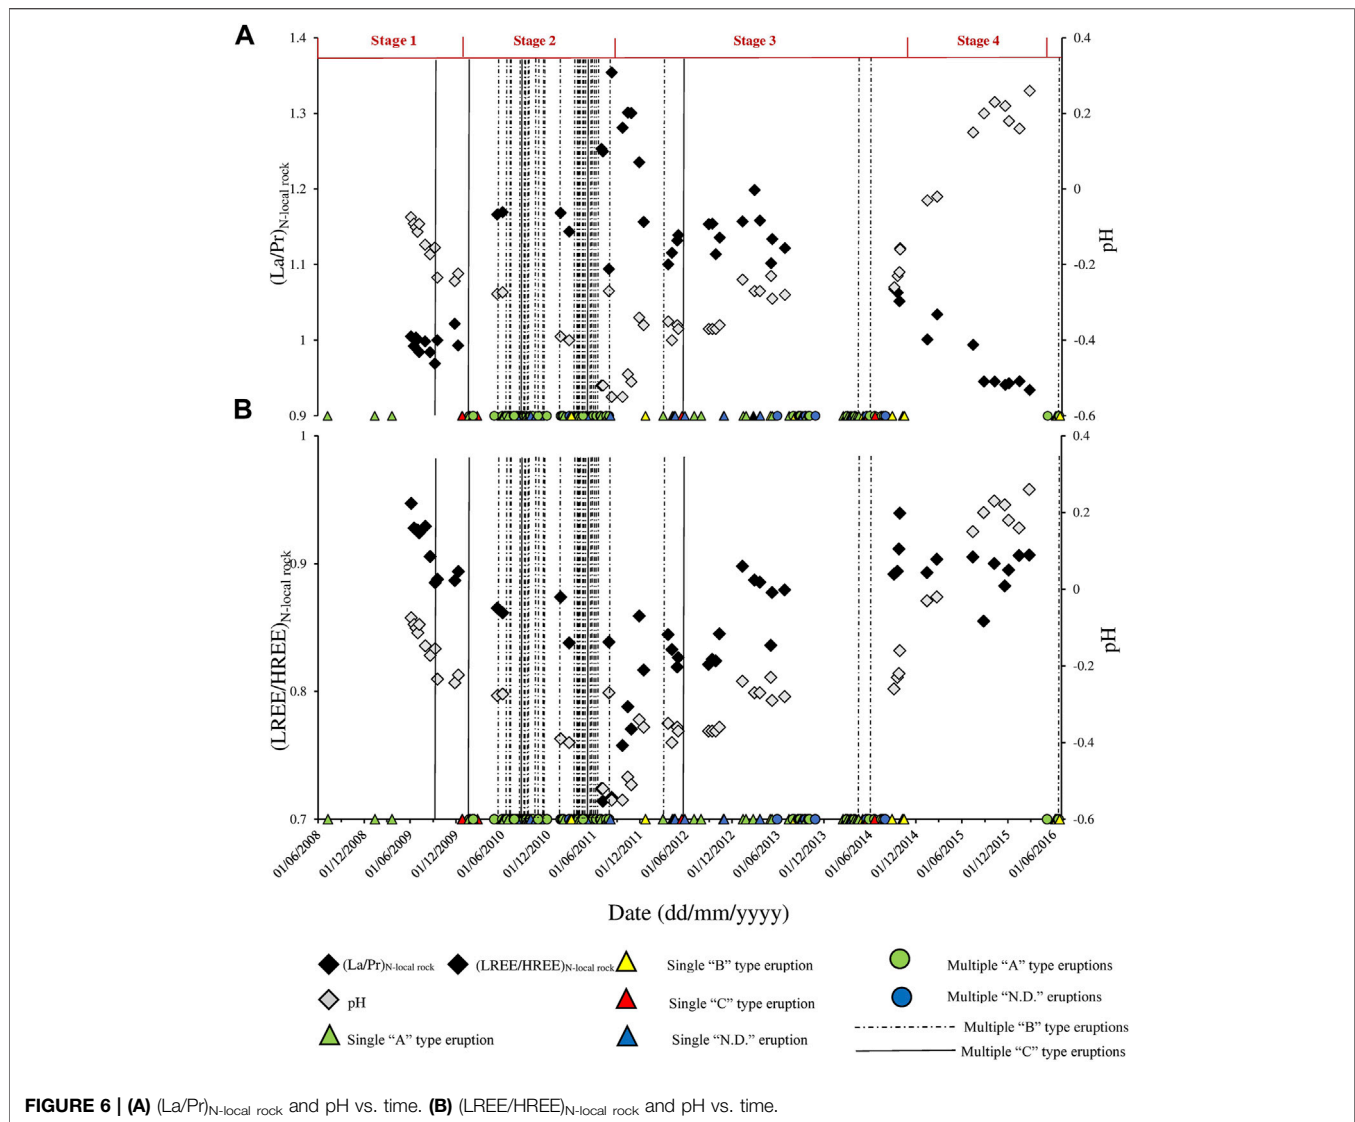 A
Stage 1 Stage 2 Stage 3 Stage 4
1.4 0.4
1.3 0.2
1.2 0
1.1 -0.2
1 -0.4
0.9 -0.6
(La/Pr)N-local rock
pH
B
1 0.4
0.2
0.9
0
0.8 -0.2
-0.4
0.7 -0.6
(LREE/HREE)N-local rock
pH
01/06/2008 01/12/2008 01/06/2009 01/12/2009 01/06/2010 01/12/2010 01/06/2011 01/12/2011 01/06/2012 01/12/2012 01/06/2013 01/12/2013 01/06/2014 01/12/2014 01/06/2015 01/12/2015 01/06/2016
Date (dd/mm/yyyy)
(La/Pr)N-local rock (LREE/HREE)N-local rock Single “B” type eruption Multiple “A” type eruptions
pH Single “C” type eruption Multiple “N.D.” eruptions
Single “A” type eruption Single “N.D.” eruption Multiple “B” type eruptions
Multiple “C” type eruptions
FIGURE 6 | (A) (La/Pr)N-local rock and pH vs. time. (B) (LREE/HREE)N-local rock and pH vs. time.